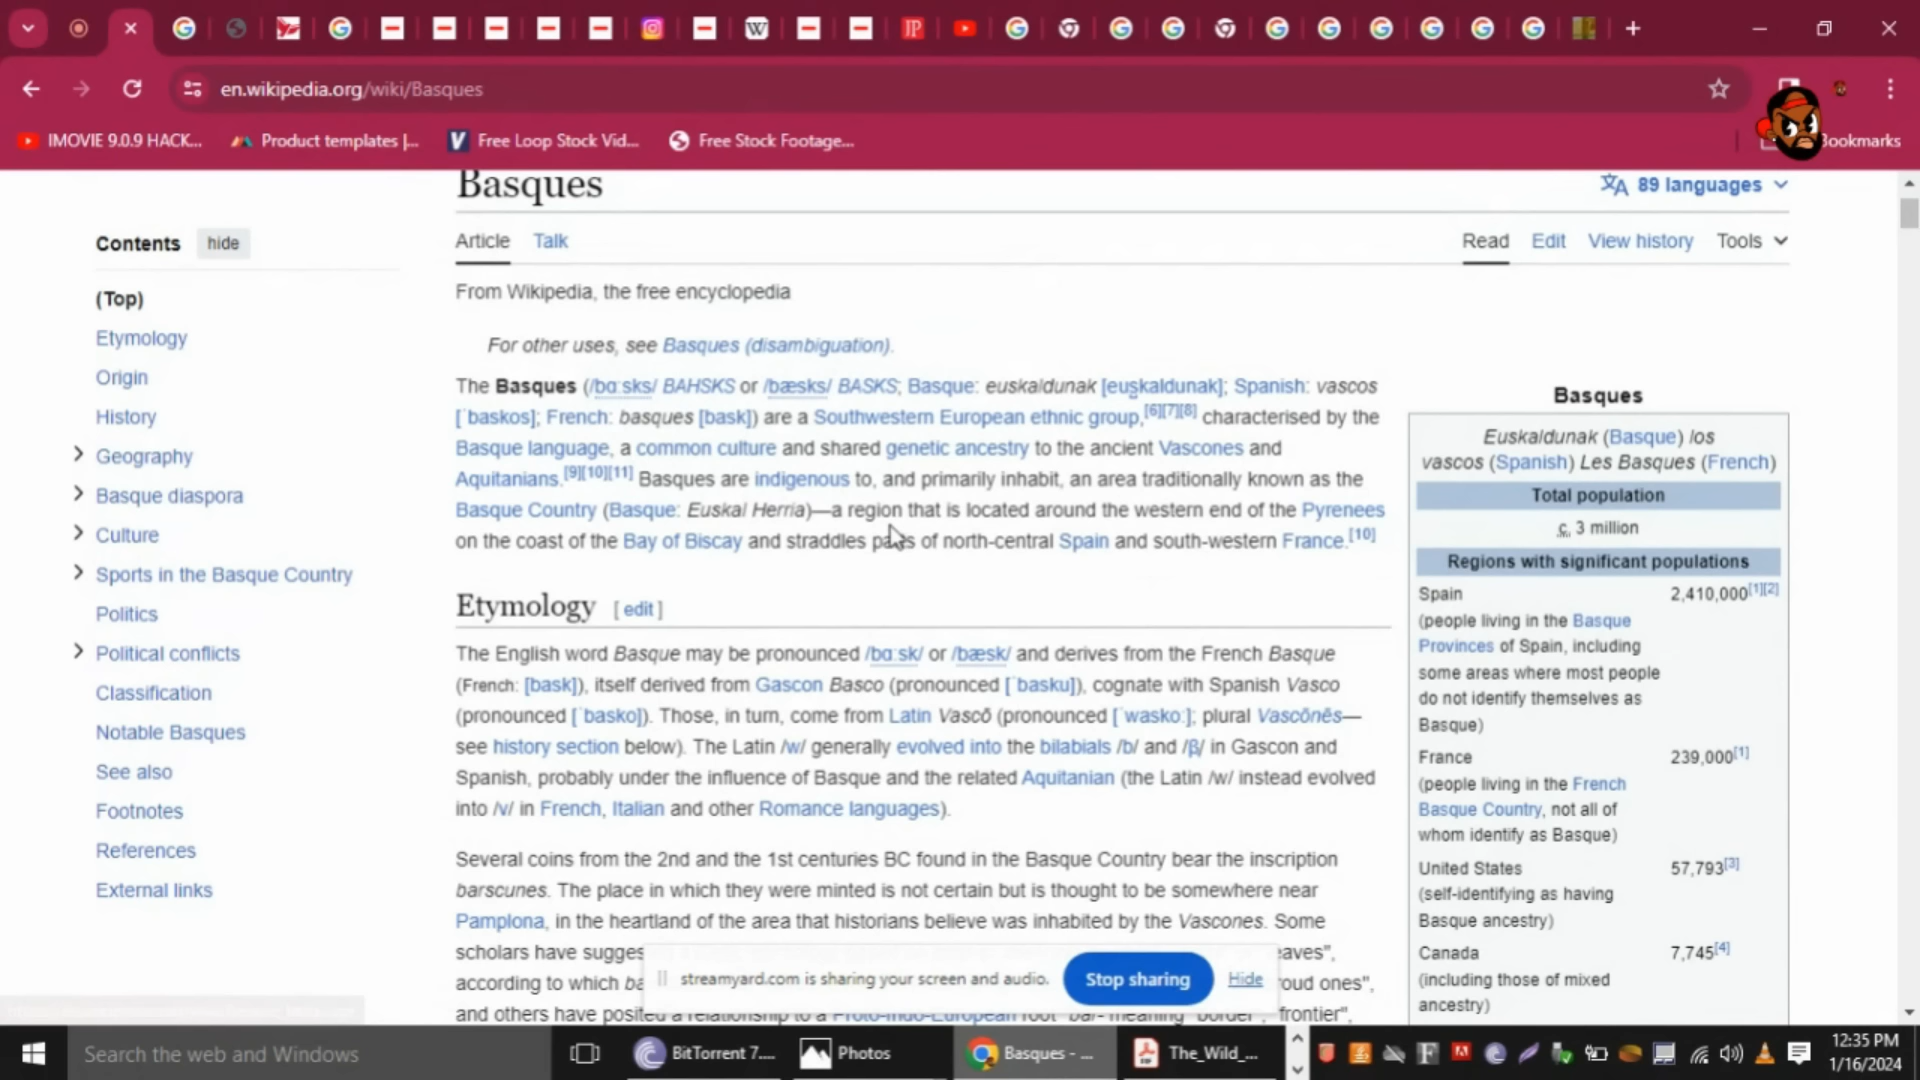 en.wikipedia.org/wiki/Basques
IMOVIE 9.0.9 HACK...
Product templates |...
Free Loop Stock Vid...
Free Stock Footage...
Bookmarks
Basques
89 languages
Contents hide
Article Talk
Read Edit View history Tools
(Top)
Etymology
Origin
History
Geography
Basque diaspora
Culture
Sports in the Basque Country
Politics
Political conflicts
Classification
Notable Basques
See also
Footnotes
References
External links
From Wikipedia, the free encyclopedia
For other uses, see Basques (disambiguation).
The Basques (/bɑːsks/ BAHSKS or /bæsks/ BASKS; Basque: euskaldunak [eus̺kaldunak]; Spanish: vascos
[ˈbaskos]; French: basques [bask]) are a Southwestern European ethnic group,[6][7][8] characterised by the
Basque language, a common culture and shared genetic ancestry to the ancient Vascones and
Aquitanians.[9][10][11] Basques are indigenous to, and primarily inhabit, an area traditionally known as the
Basque Country (Basque: Euskal Herria)—a region that is located around the western end of the Pyrenees
on the coast of the Bay of Biscay and straddles parts of north-central Spain and south-western France.[10]
Etymology [ edit ]
The English word Basque may be pronounced /bɑːsk/ or /bæsk/ and derives from the French Basque
(French: [bask]), itself derived from Gascon Basco (pronounced [ˈbasku]), cognate with Spanish Vasco
(pronounced [ˈbasko]). Those, in turn, come from Latin Vascō (pronounced [ˈwaskoː]; plural Vascōnēs—
see history section below). The Latin /w/ generally evolved into the bilabials /b/ and /β̞/ in Gascon and
Spanish, probably under the influence of Basque and the related Aquitanian (the Latin /w/ instead evolved
into /v/ in French, Italian and other Romance languages).
Several coins from the 2nd and the 1st centuries BC found in the Basque Country bear the inscription
barscunes. The place in which they were minted is not certain but is thought to be somewhere near
Pamplona, in the heartland of the area that historians believe was inhabited by the Vascones. Some
scholars have sugges eaves",
according to which ba oud ones",
and others have posited a relationship to a Proto-Indo-European root *bar- meaning "border", "frontier",
Basques
Euskaldunak (Basque) los
vascos (Spanish) Les Basques (French)
Total population
c. 3 million
Regions with significant populations
Spain 2,410,000[1][2]
(people living in the Basque
Provinces of Spain, including
some areas where most people
do not identify themselves as
Basque)
France 239,000[1]
(people living in the French
Basque Country, not all of
whom identify as Basque)
United States 57,793[3]
(self-identifying as having
Basque ancestry)
Canada 7,745[4]
(including those of mixed
ancestry)
streamyard.com is sharing your screen and audio. Stop sharing Hide
Search the web and Windows
BitTorrent 7....
Photos
Basques - ...
The_Wild_...
12:35 PM
1/16/2024